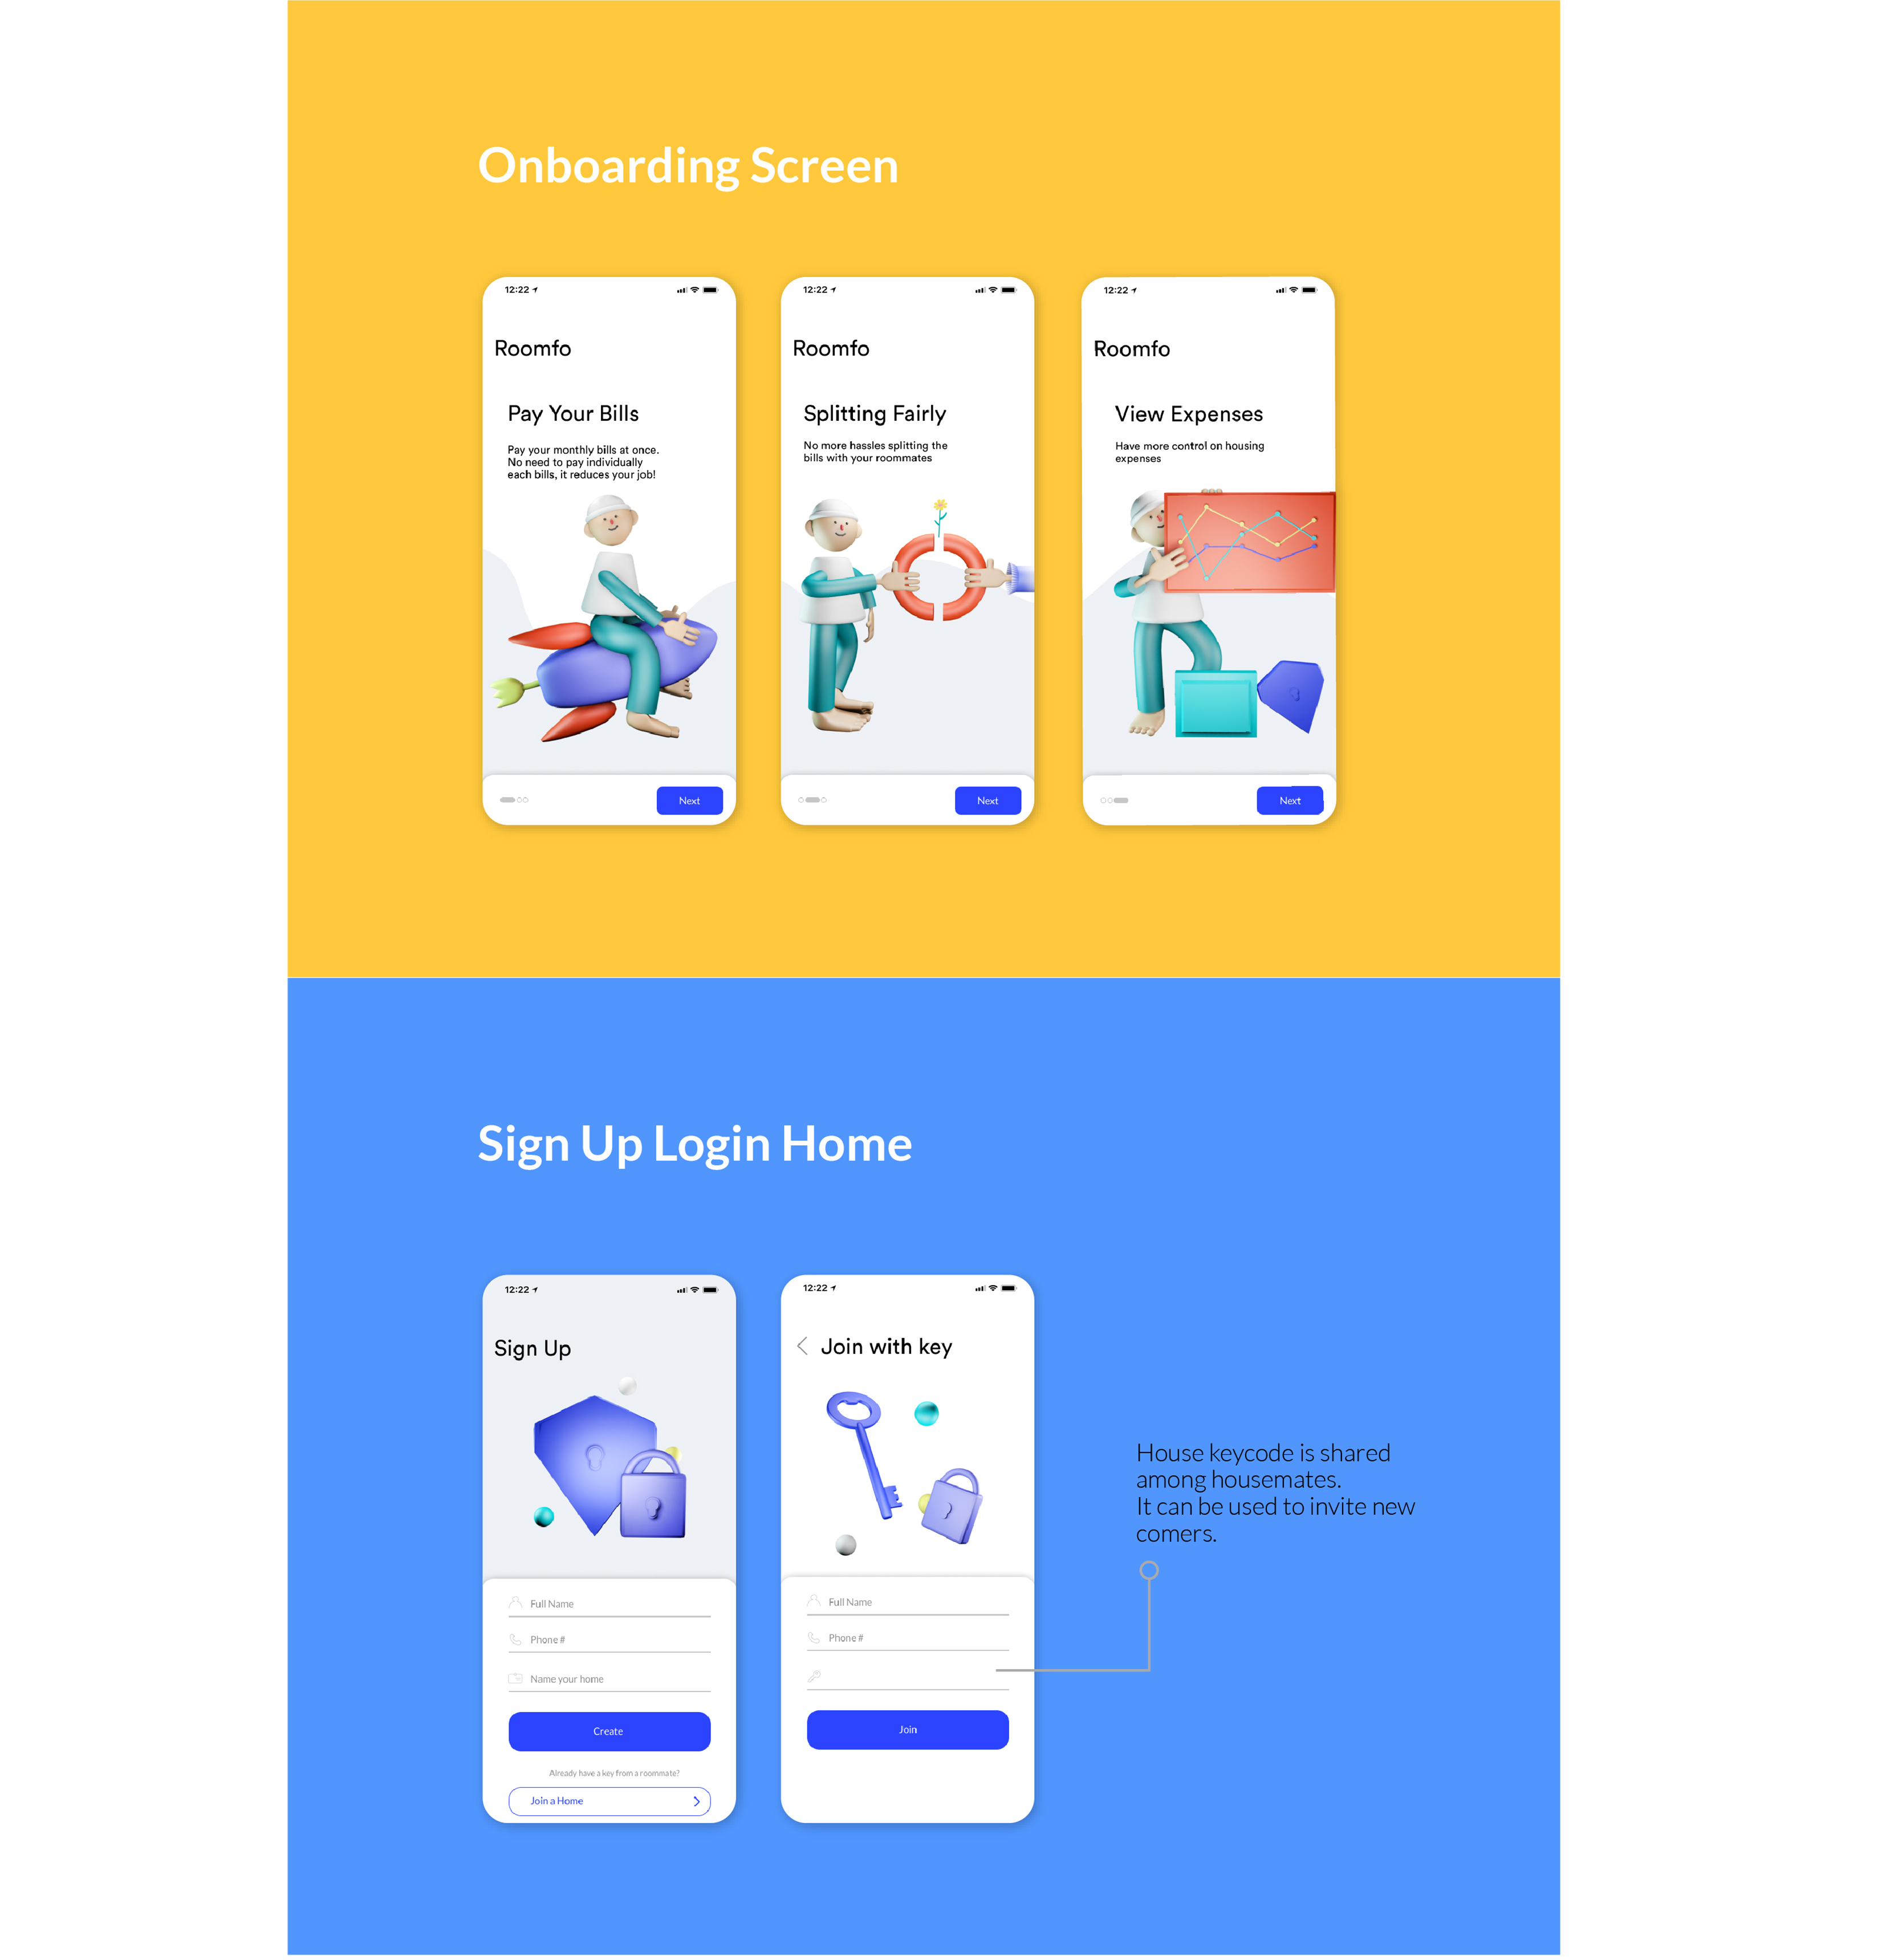 Onboarding Screen
12:22
Roomfo
Pay Your Bills
Pay your monthly bills at once.
No need to pay individually
each bills, it reduces your job!
Next
12:22
Roomfo
Splitting Fairly
No more hassles splitting the
bills with your roommates
Next
12:22
Roomfo
View Expenses
Have more control on housing
expenses
Next
Sign Up Login Home
12:22
Sign Up
Full Name
Phone #
Name your home
Create
Already have a key from a roommate?
Join a Home
12:22
Join with key
Full Name
Phone #
Join
House keycode is shared
among housemates.
It can be used to invite new
comers.